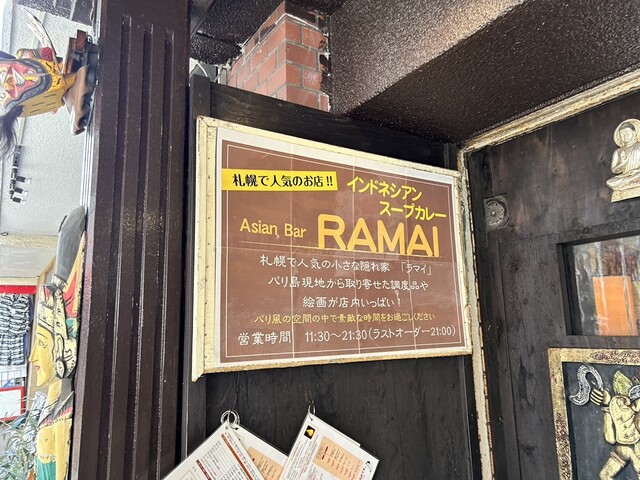 札幌で人気のお店!!
インドネシアン
スープカレー
Asian Bar RAMAI
札幌で人気の小さな隠れ家 「ラマイ」
バリ島現地から取り寄せた調度品や
絵画が店内いっぱい!
バリ風の空間の中で素敵な時間をお過ごしください
営業時間 11:30~21:30(ラストオーダー21:00)